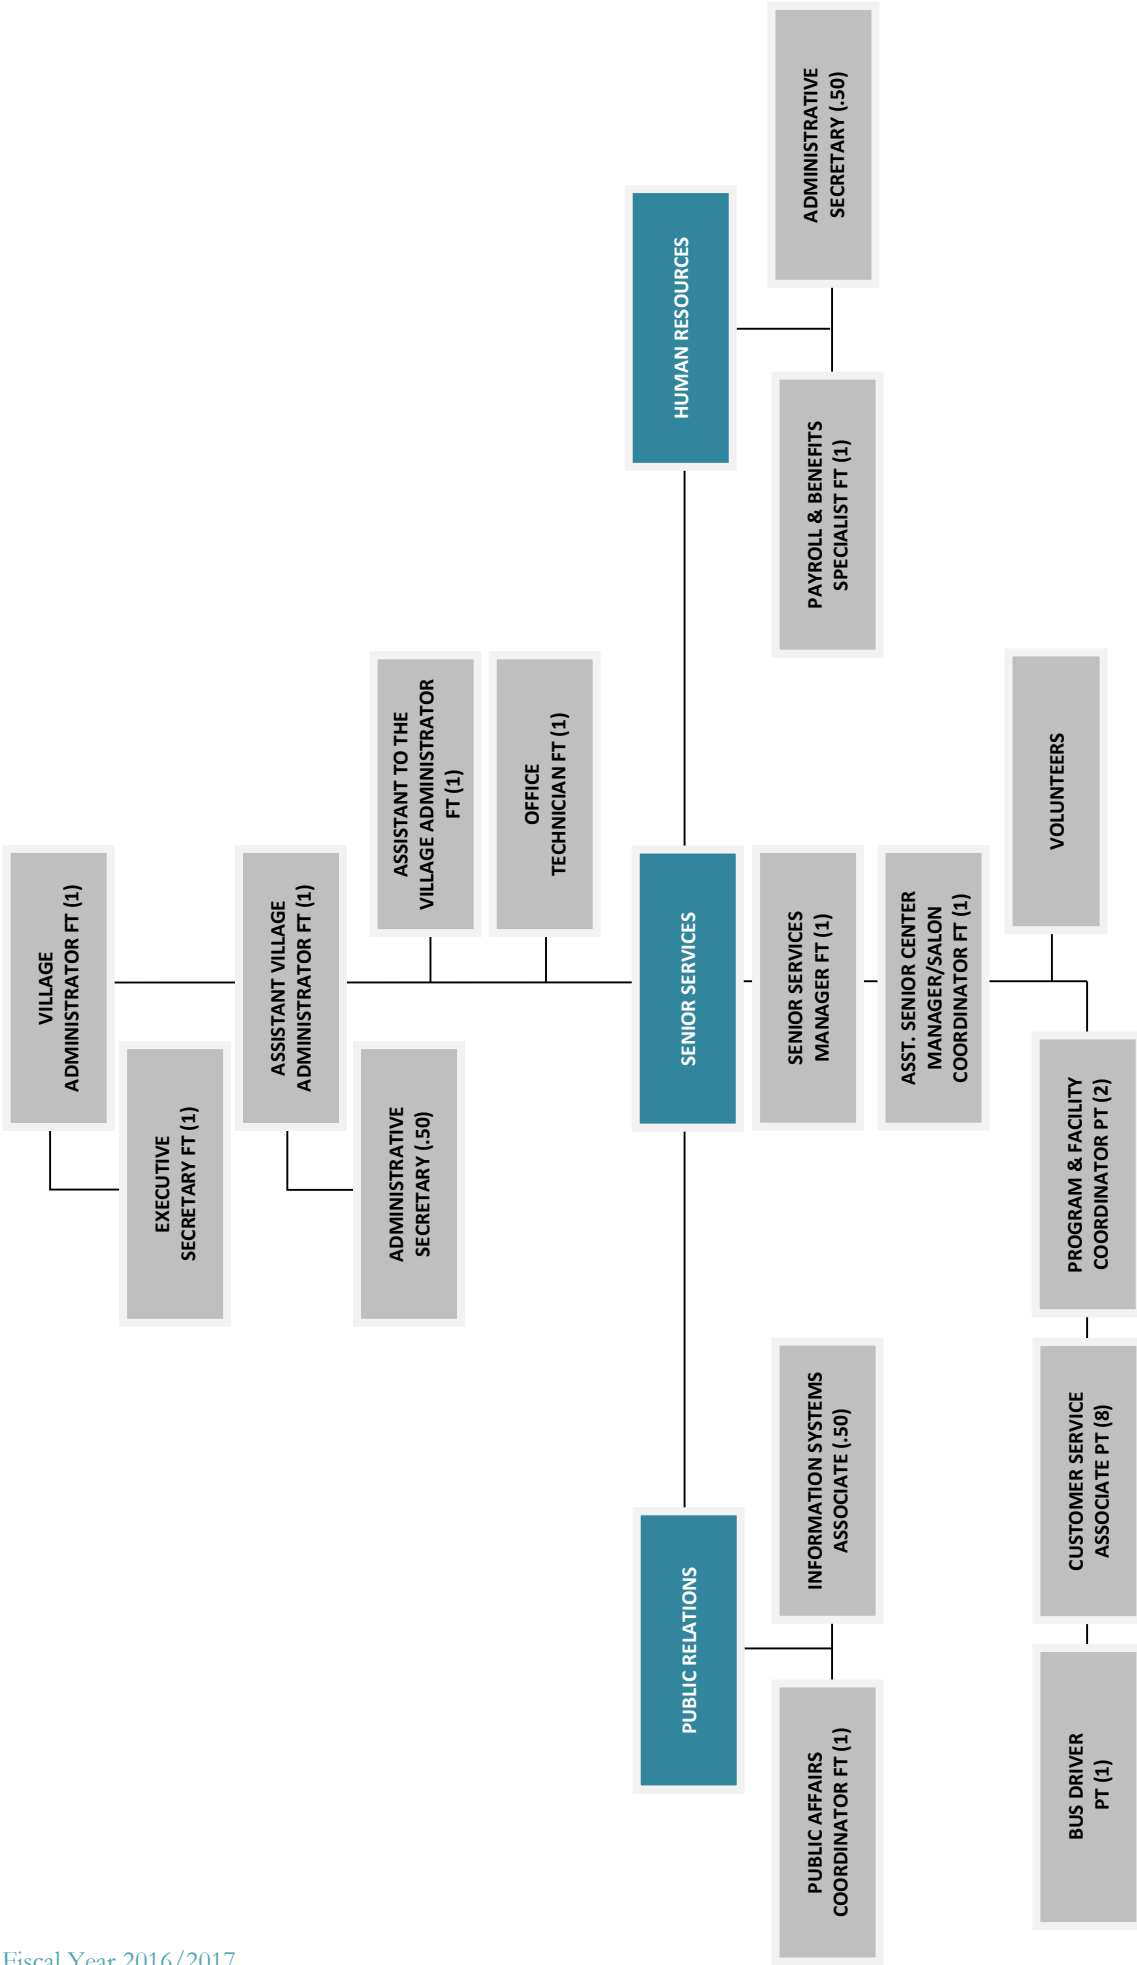 VILLAGE
ADMINISTRATOR FT (1)
EXECUTIVE
SECRETARY FT (1)
ASSISTANT VILLAGE
ADMINISTRATOR FT (1)
ADMINISTRATIVE
SECRETARY (.50)
ASSISTANT TO THE
VILLAGE ADMINISTRATOR
FT (1)
OFFICE
TECHNICIAN FT (1)
PUBLIC RELATIONS
SENIOR SERVICES
HUMAN RESOURCES
PUBLIC AFFAIRS
COORDINATOR FT (1)
INFORMATION SYSTEMS
ASSOCIATE (.50)
SENIOR SERVICES
MANAGER FT (1)
PAYROLL & BENEFITS
SPECIALIST FT (1)
ADMINISTRATIVE
SECRETARY (.50)
ASST. SENIOR CENTER
MANAGER/SALON
COORDINATOR FT (1)
VOLUNTEERS
BUS DRIVER
PT (1)
CUSTOMER SERVICE
ASSOCIATE PT (8)
PROGRAM & FACILITY
COORDINATOR PT (2)
Fiscal Year 2016/2017